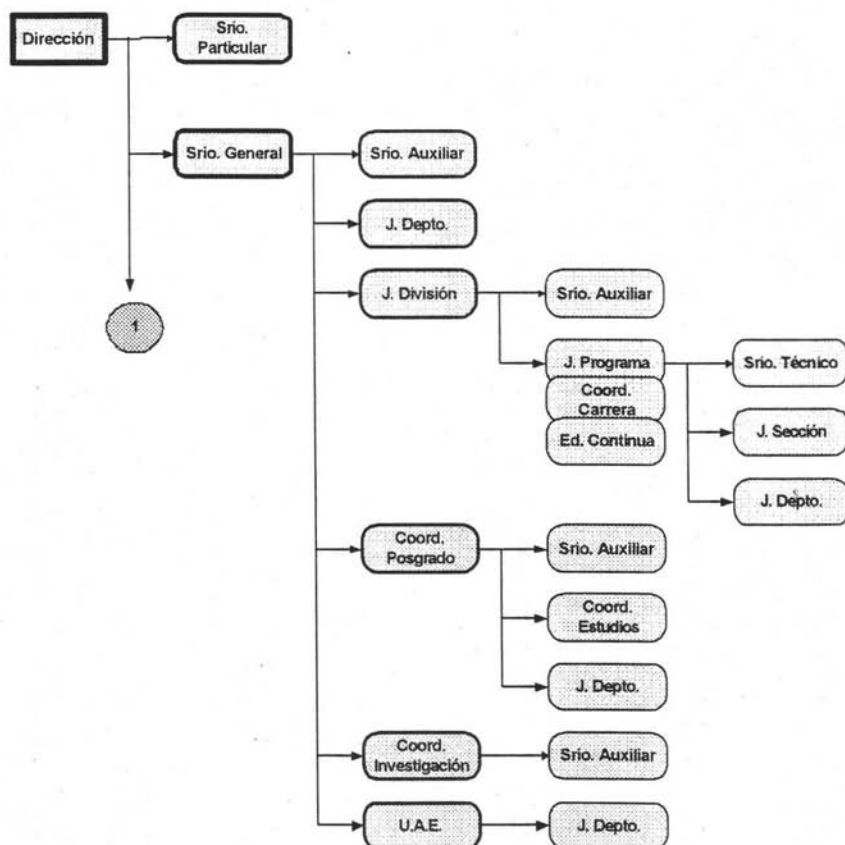 Dirección
Srio.
Particular
Srio. General
Srio. Auxiliar
J. Depto.
J. División
Srio. Auxiliar
1
J. Programa
Srio. Técnico
Coord.
Carrera
Ed. Continua
J. Sección
J. Depto.
Coord.
Posgrado
Srio. Auxiliar
Coord.
Estudios
J. Depto.
Coord.
Investigación
Srio. Auxiliar
U.A.E.
J. Depto.